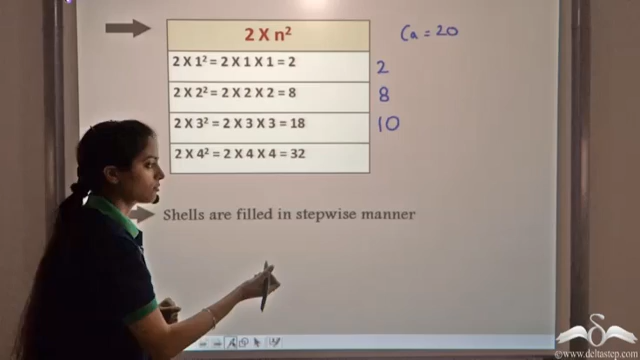 2 X n²
Ca = 20
2 X 1² = 2 X 1 X 1 = 2
2
2 X 2² = 2 X 2 X 2 = 8
8
2 X 3² = 2 X 3 X 3 = 18
10
2 X 4² = 2 X 4 X 4 = 32
Shells are filled in stepwise manner
©www.deltastep.com